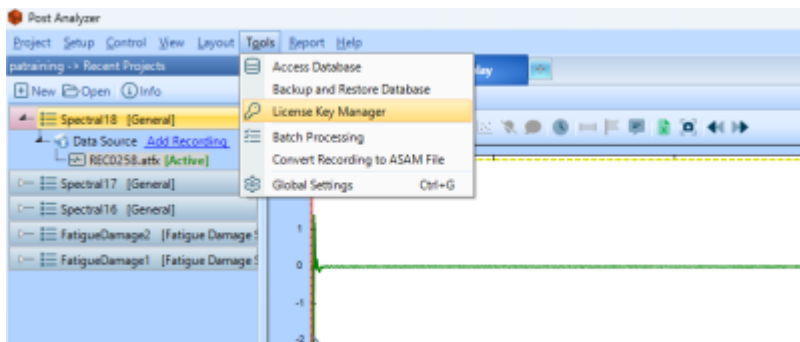 Post Analyzer
Project Setup Control View Layout Tools Report Help
patraining -> Recent Projects
New Open Info
Spectral18 [General]
Data Source Add Recording
REC0258.atfx [Active]
Spectral17 [General]
Spectral16 [General]
FatigueDamage2 [Fatigue Damage
FatigueDamage1 [Fatigue Damage
Access Database
Backup and Restore Database
License Key Manager
Batch Processing
Convert Recording to ASAM File
Global Settings Ctrl+G
lay
1
0
-1
-2